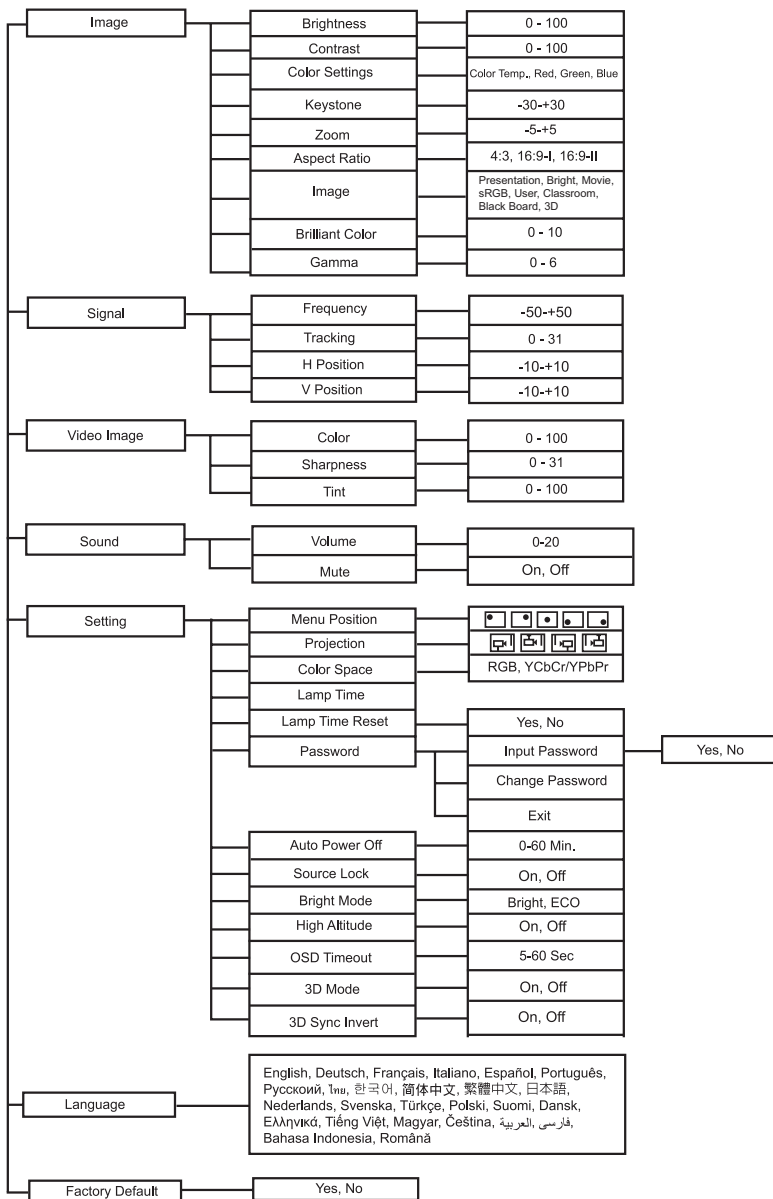 Image
Brightness
0 - 100
Contrast
0 - 100
Color Settings
Color Temp., Red, Green, Blue
Keystone
-30-+30
Zoom
-5-+5
Aspect Ratio
4:3, 16:9-I, 16:9-II
Image
Presentation, Bright, Movie,
sRGB, User, Classroom,
Black Board, 3D
Brilliant Color
0 - 10
Gamma
0 - 6
Signal
Frequency
-50-+50
Tracking
0 - 31
H Position
-10-+10
V Position
-10-+10
Video Image
Color
0 - 100
Sharpness
0 - 31
Tint
0 - 100
Sound
Volume
0-20
Mute
On, Off
Setting
Menu Position
Projection
Color Space
RGB, YCbCr/YPbPr
Lamp Time
Lamp Time Reset
Yes, No
Password
Input Password
Yes, No
Change Password
Exit
Auto Power Off
0-60 Min.
Source Lock
On, Off
Bright Mode
Bright, ECO
High Altitude
On, Off
OSD Timeout
5-60 Sec
3D Mode
On, Off
3D Sync Invert
On, Off
Language
English, Deutsch, Français, Italiano, Español, Português,
Русскоий, ไทย, 한국어, 简体中文, 繁體中文, 日本語,
Nederlands, Svenska, Türkçe, Polski, Suomi, Dansk,
Ελληνικά, Tiếng Việt, Magyar, Čeština, العربية, فارسی,
Bahasa Indonesia, Română
Factory Default
Yes, No